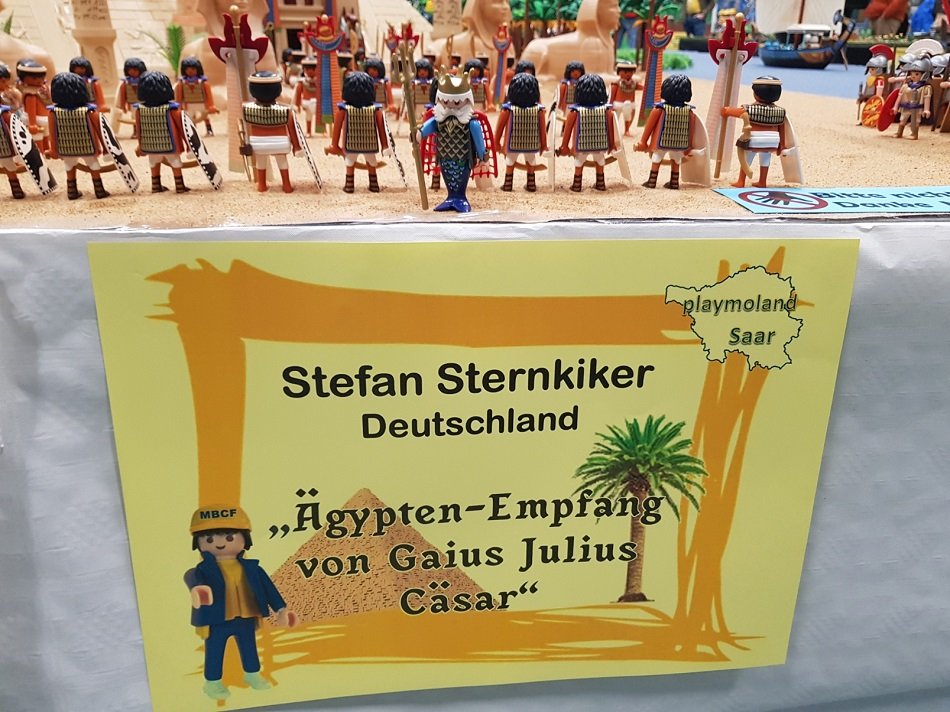 playmoland
Saar
Stefan Sternkiker
Deutschland
„Ägypten-Empfang
von Gaius Julius
Cäsar“
MBCF